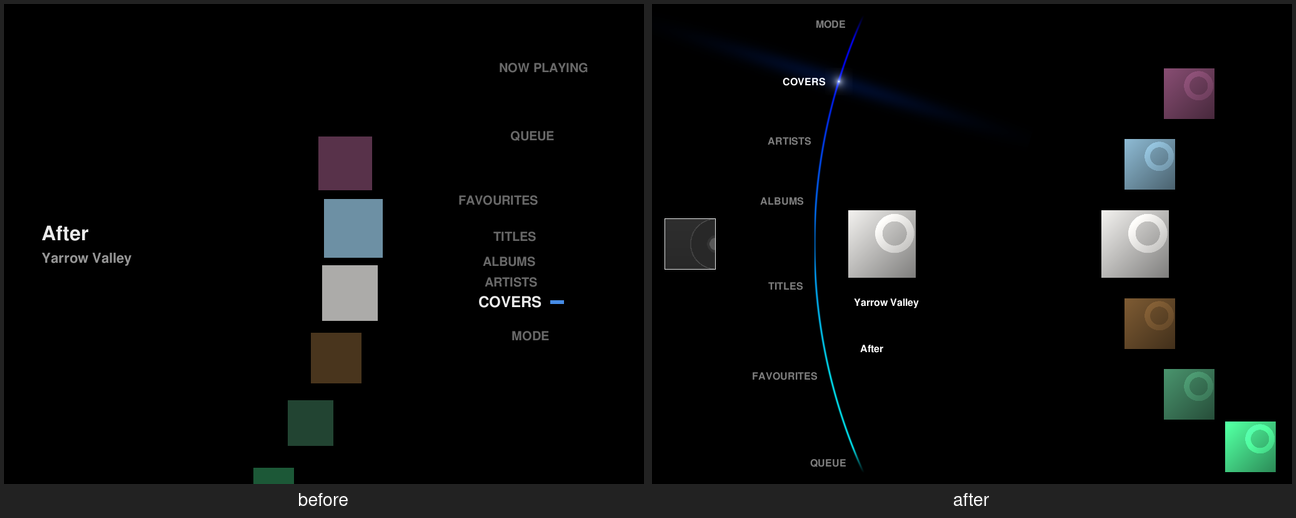 NOW PLAYING
QUEUE
FAVOURITES
TITLES
ALBUMS
ARTISTS
COVERS
MODE
After
Yarrow Valley
before
MODE
COVERS
ARTISTS
ALBUMS
TITLES
FAVOURITES
QUEUE
Yarrow Valley
After
after